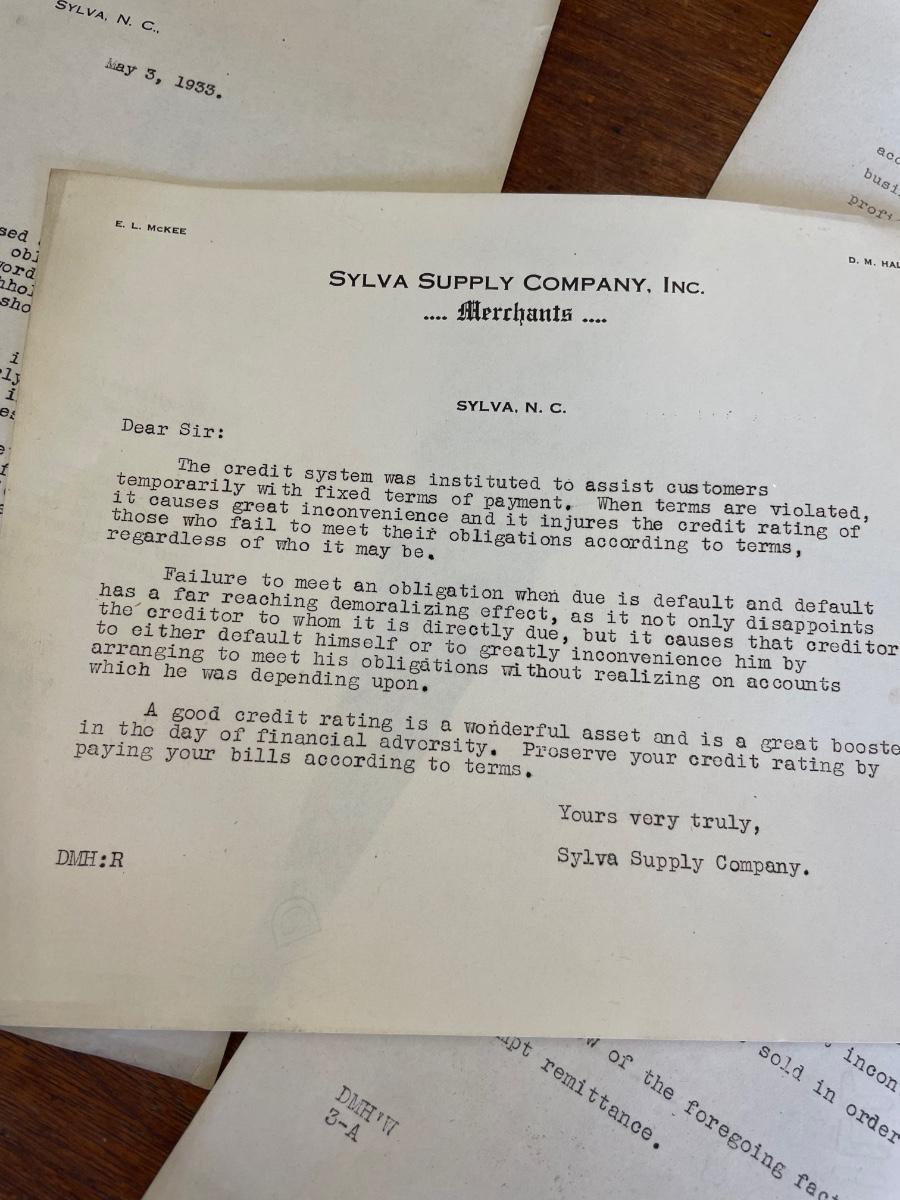 SYLVA, N. C.,
May 3, 1933.
E. L. McKEE
SYLVA SUPPLY COMPANY, INC.
.... Merchants ....
SYLVA, N. C.
Dear Sir:
The credit system was instituted to assist customers
temporarily with fixed terms of payment. When terms are violated,
it causes great inconvenience and it injures the credit rating of
those who fail to meet their obligations according to terms,
regardless of who it may be.
Failure to meet an obligation when due is default and default
has a far reaching demoralizing effect, as it not only disappoints
the creditor to whom it is directly due, but it causes that creditor
to either default himself or to greatly inconvenience him by
arranging to meet his obligations without realizing on accounts
which he was depending upon.
A good credit rating is a wonderful asset and is a great booste
in the day of financial adversity. Preserve your credit rating by
paying your bills according to terms.
Yours very truly,
Sylva Supply Company.
DMH:R
D. M. HAL
sold in order
of the foregoing
remittance.
DMH'W
3-A